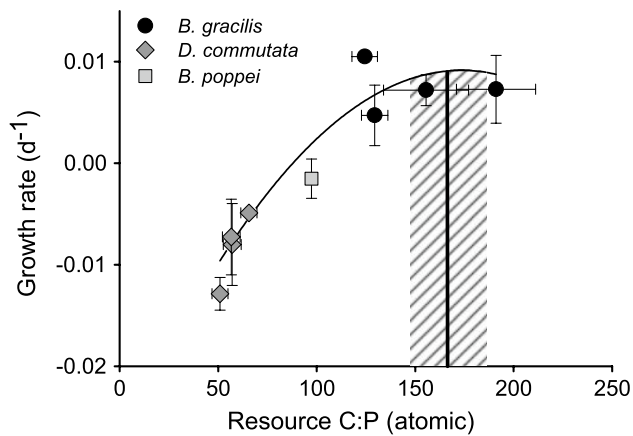 B. gracilis
D. commutata
B. poppei
0.01
0.00
-0.01
-0.02
Growth rate (d-1)
0 50 100 150 200 250
Resource C:P (atomic)